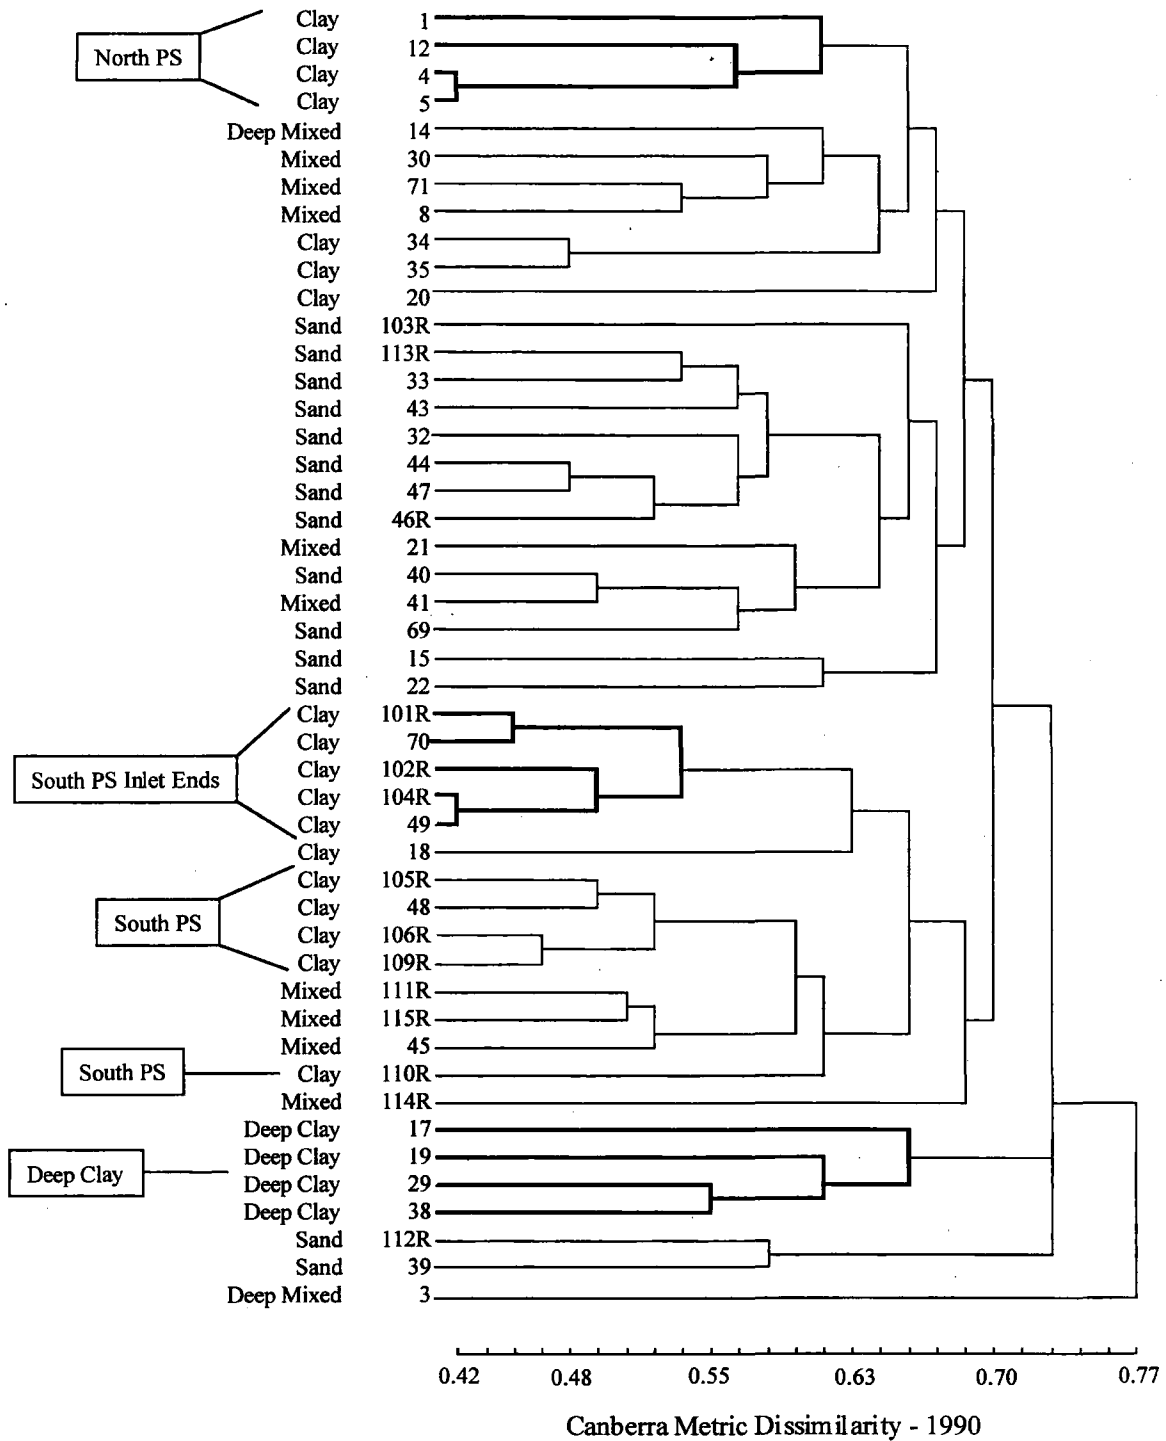 Clay 1
North PS
Clay 12
Clay 4
Clay 5
Deep Mixed 14
Mixed 30
Mixed 71
Mixed 8
Clay 34
Clay 35
Clay 20
Sand 103R
Sand 113R
Sand 33
Sand 43
Sand 32
Sand 44
Sand 47
Sand 46R
Mixed 21
Sand 40
Mixed 41
Sand 69
Sand 15
Sand 22
Clay 101R
Clay 70
South PS Inlet Ends
Clay 102R
Clay 104R
Clay 49
Clay 18
Clay 105R
Clay 48
South PS
Clay 106R
Clay 109R
Mixed 111R
Mixed 115R
Mixed 45
South PS
Clay 110R
Mixed 114R
Deep Clay 17
Deep Clay 19
Deep Clay
Deep Clay 29
Deep Clay 38
Sand 112R
Sand 39
Deep Mixed 3
0.42 0.48 0.55 0.63 0.70 0.77
Canberra Metric Dissimilarity - 1990